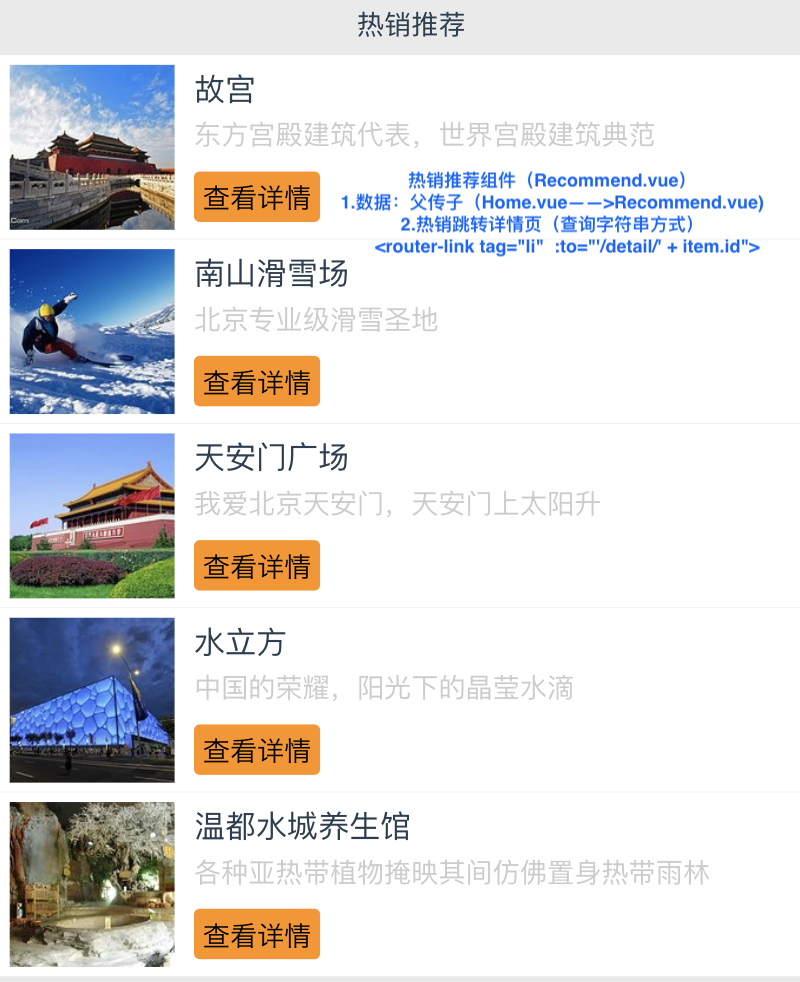 热销推荐
故宫
东方宫殿建筑代表，世界宫殿建筑典范
查看详情
热销推荐组件（Recommend.vue）
1.数据：父传子（Home.vue——>Recommend.vue)
2.热销跳转详情页（查询字符串方式）
<router-link tag="li"  :to="'/detail/' + item.id">
.Com
南山滑雪场
北京专业级滑雪圣地
查看详情
天安门广场
我爱北京天安门，天安门上太阳升
查看详情
水立方
中国的荣耀，阳光下的晶莹水滴
查看详情
温都水城养生馆
各种亚热带植物掩映其间仿佛置身热带雨林
查看详情